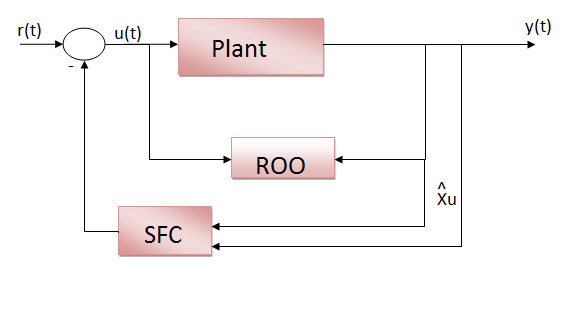 r(t)
u(t)
Plant
y(t)
-
ROO
X̂u
SFC